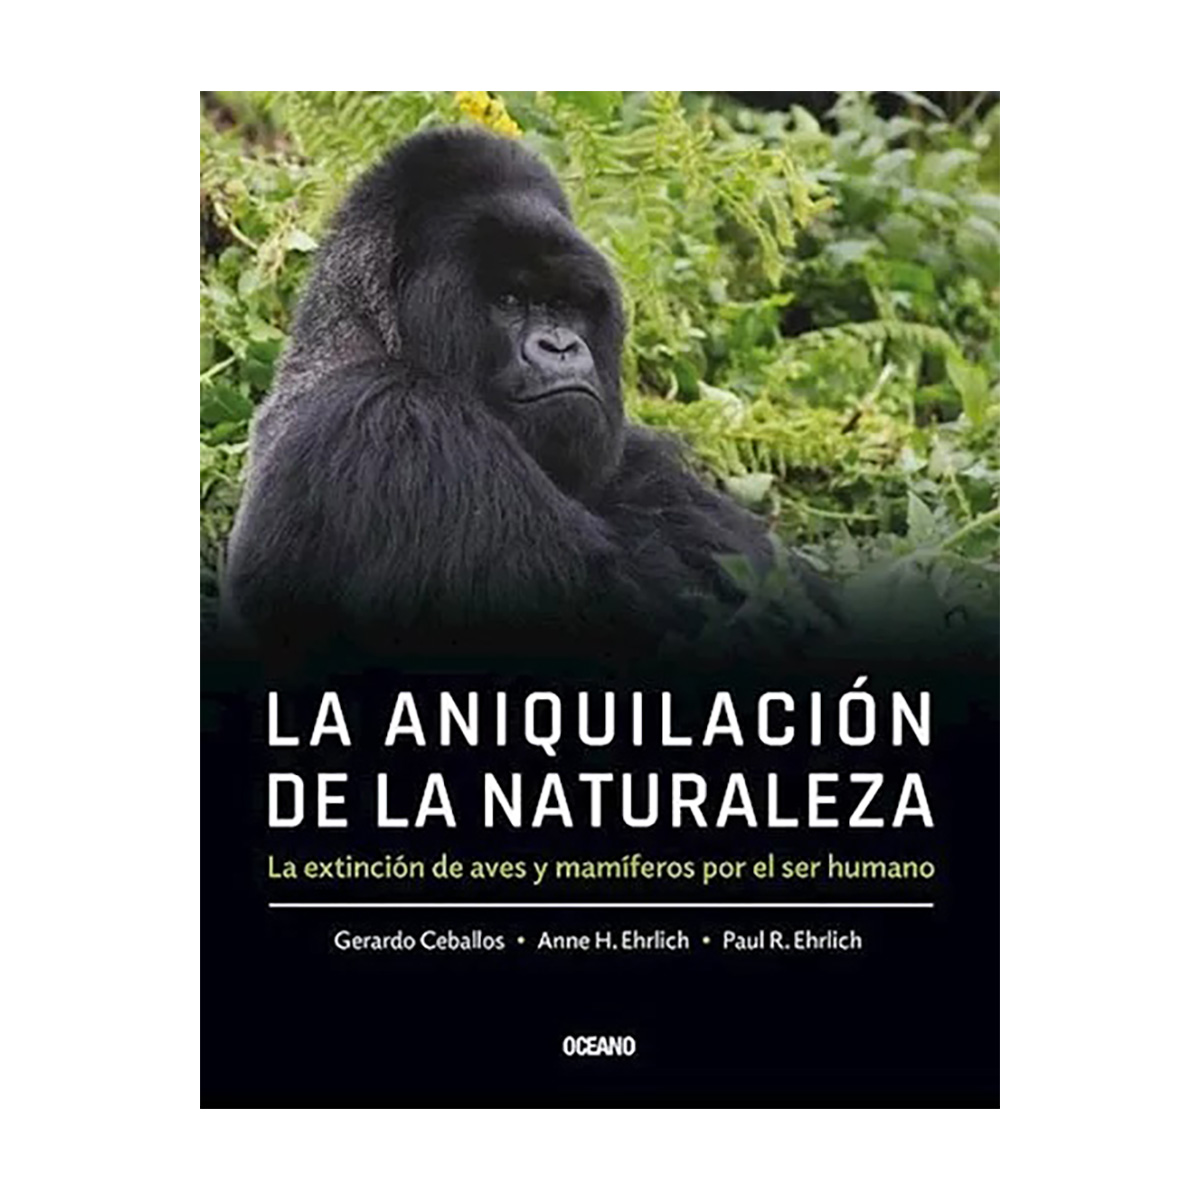 LA ANIQUILACIÓN
DE LA NATURALEZA
La extinción de aves y mamíferos por el ser humano
Gerardo Ceballos • Anne H. Ehrlich • Paul R. Ehrlich
OCEANO